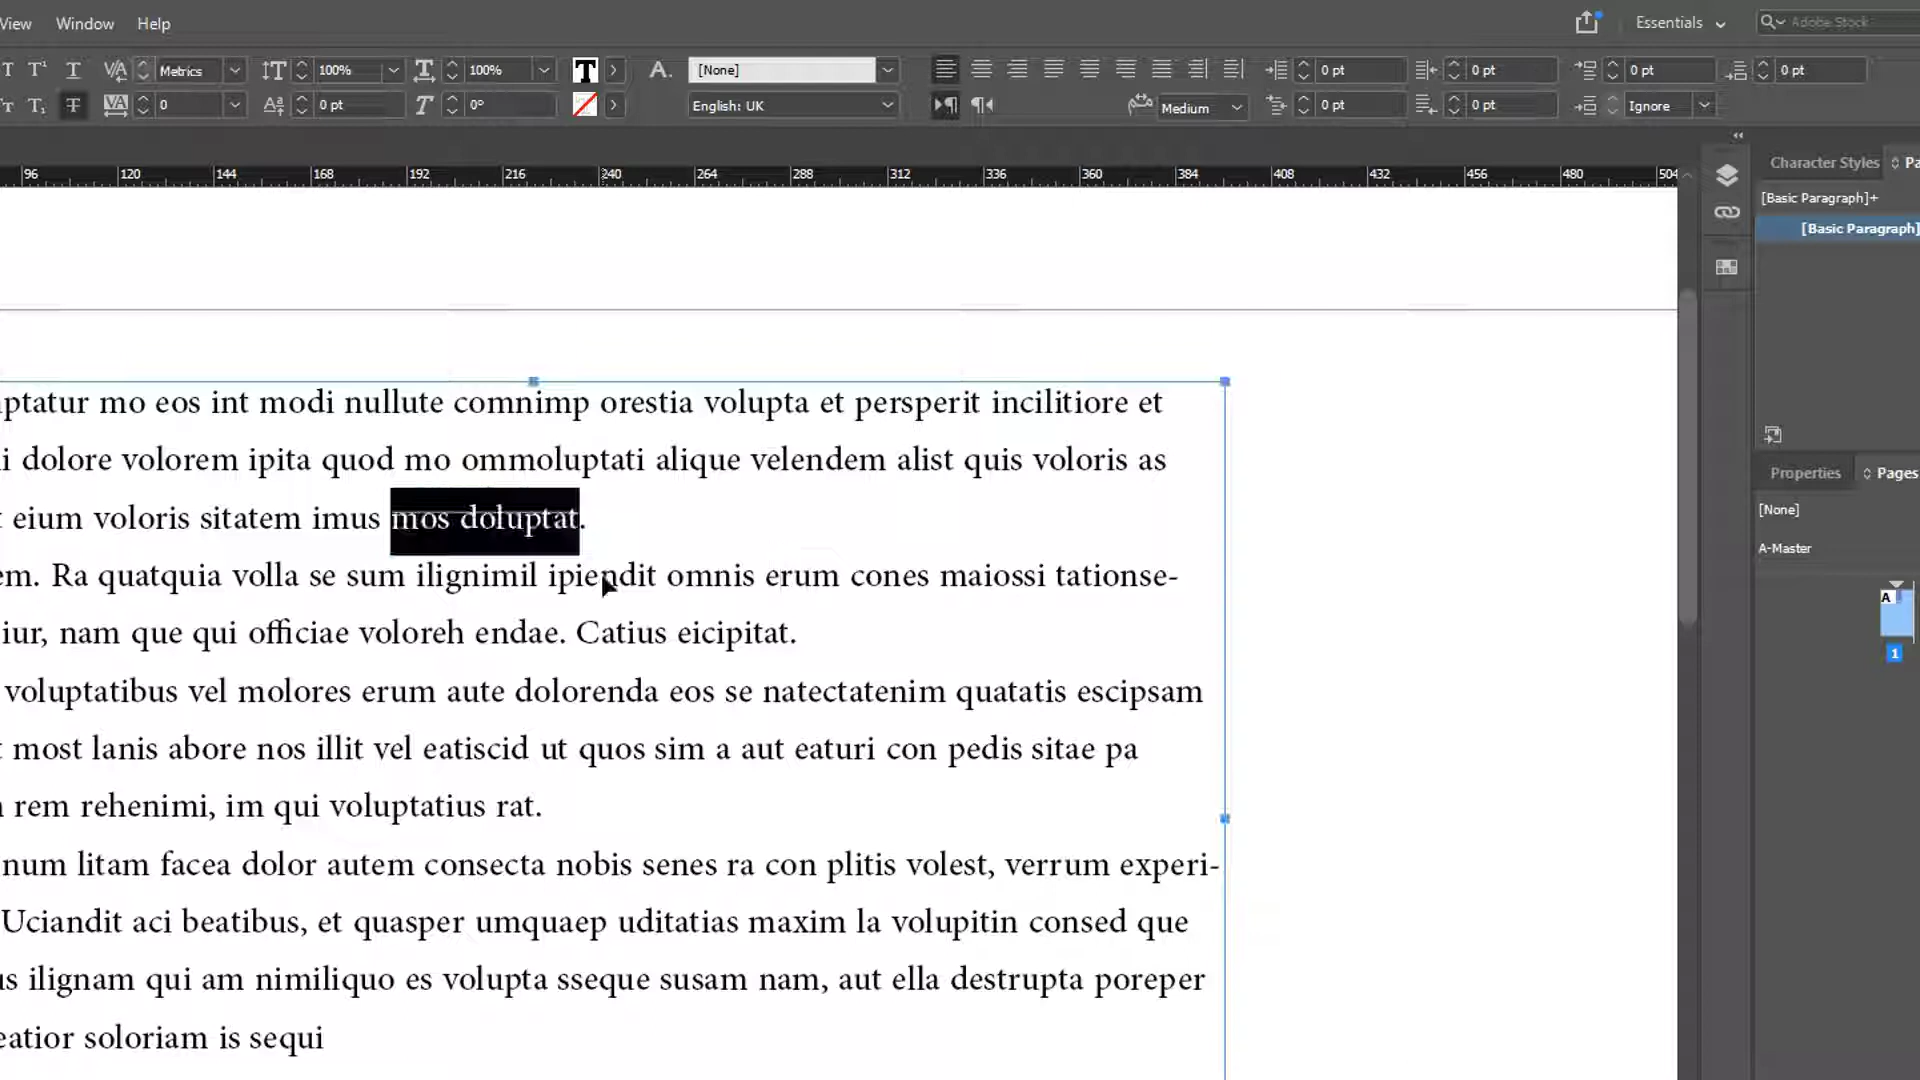 View Window Help Essentials Adobe Stock
Metrics 100% 100% [None] 0 pt 0 pt 0 pt 0 pt
0 0 pt 0° English: UK Medium 0 pt 0 pt Ignore
96 120 144 168 192 216 240 264 288 312 336 360 384 408 432 456 480 504
Character Styles
[Basic Paragraph]+
[Basic Paragraph]
mo eos int modi nullute comnimp orestia volupta et persperit incilitiore et
dolore volorem ipita quod mo ommoluptati alique velendem alist quis voloris as
eium voloris sitatem imus mos doluptat.
em. Ra quatquia volla se sum ilignimil ipiendit omnis erum cones maiossi tationse-
iur, nam que qui officiae voloreh endae. Catius eicipitat.
voluptatibus vel molores erum aute dolorenda eos se natectatenim quatatis escipsam
most lanis abore nos illit vel eatiscid ut quos sim a aut eaturi con pedis sitae pa
rem rehenimi, im qui voluptatius rat.
num litam facea dolor autem consecta nobis senes ra con plitis volest, verrum experi-
Uciandit aci beatibus, et quasper umquaep uditatias maxim la volupitin consed que
us ilignam qui am nimiliquo es volupta sseque susam nam, aut ella destrupta poreper
eatior soloriam is sequi
Properties Pages
[None]
A-Master
A
1